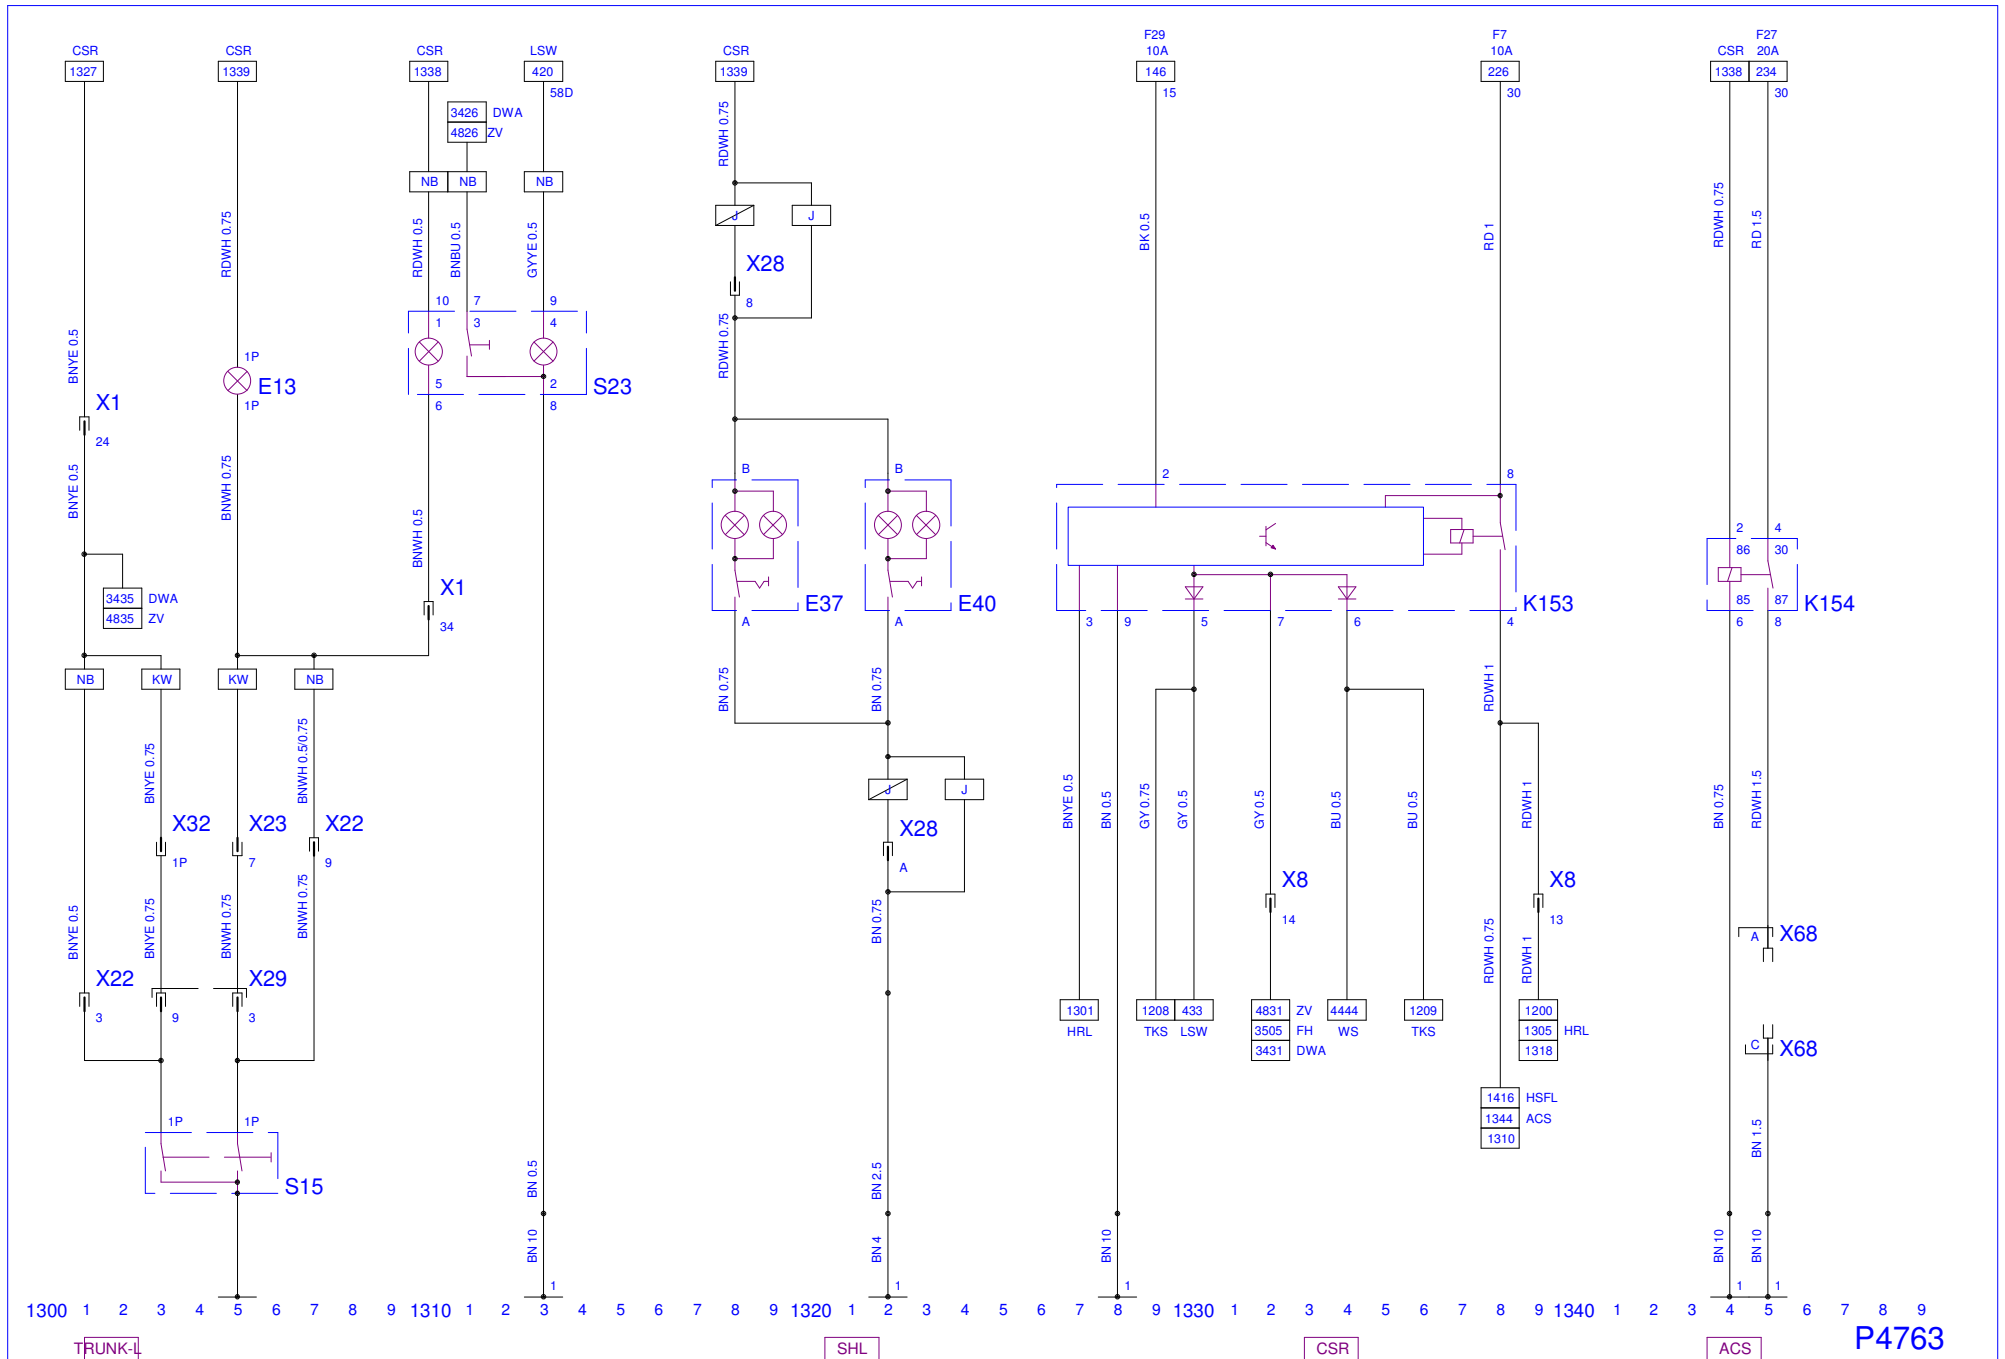 F29 F7 F27
CSR CSR CSR LSW CSR 10A 10A CSR 20A
1327 1339 1338 420 1339 146 226 1338 234
58D 15 30 30
3426 DWA
4826 ZV
RDWH 0.75
NB NB NB
J J
RDWH 0.75 RDWH 0.5 BNBU 0.5 GYYE 0.5 BK 0.5 RD 1 RDWH 0.75 RD 1.5
X28
10 7 9 8
1 3 4
BNYE 0.5 RDWH 0.75
1P
E13 5 2 S23
1P 6 8
X1
24
BNYE 0.5 BNWH 0.75 BNWH 0.5
B B 2 8
2 4
86 30
3435 DWA
4835 ZV
X1
34
E37 E40 K153 85 87 K154
A A 3 9 5 7 6 4 6 8
NB KW KW NB
BN 0.75 BN 0.75 RDWH 1
BNYE 0.75 BNWH 0.5/0.75
J J
BNYE 0.5 BN 0.5 GY 0.75 GY 0.5 GY 0.5 BU 0.5 BU 0.5 RDWH 1 BN 0.75 RDWH 1.5
X32 X23 X22 X28
1P 7 9 A
X8 X8
14 13
BNYE 0.5 BNYE 0.75 BNWH 0.75 BNWH 0.75 BN 0.75 RDWH 0.75 RDWH 1
A X68
X22 X29
3 9 3
1301 1208 433 4831 ZV 4444 1209 1200
HRL TKS LSW 3505 FH WS TKS 1305 HRL
3431 DWA 1318
C X68
1416 HSFL
1344 ACS
1310
1P 1P
BN 1.5
S15
BN 0.5 BN 2.5
BN 10 BN 4 BN 10 BN 10 BN 10
1 1 1 1 1
1300 1 2 3 4 5 6 7 8 9 1310 1 2 3 4 5 6 7 8 9 1320 1 2 3 4 5 6 7 8 9 1330 1 2 3 4 5 6 7 8 9 1340 1 2 3 4 5 6 7 8 9
TRUNK-L SHL CSR ACS P4763